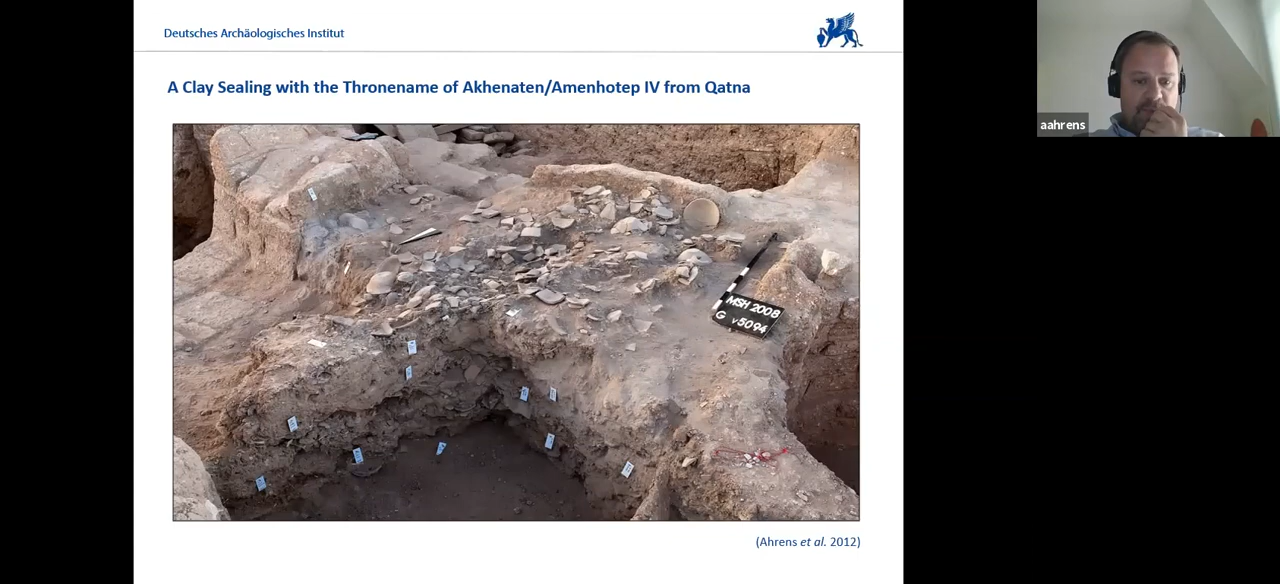 Deutsches Archäologisches Institut
A Clay Sealing with the Thronename of Akhenaten/Amenhotep IV from Qatna
MSH 2008
G v5094
(Ahrens et al. 2012)
aahrens